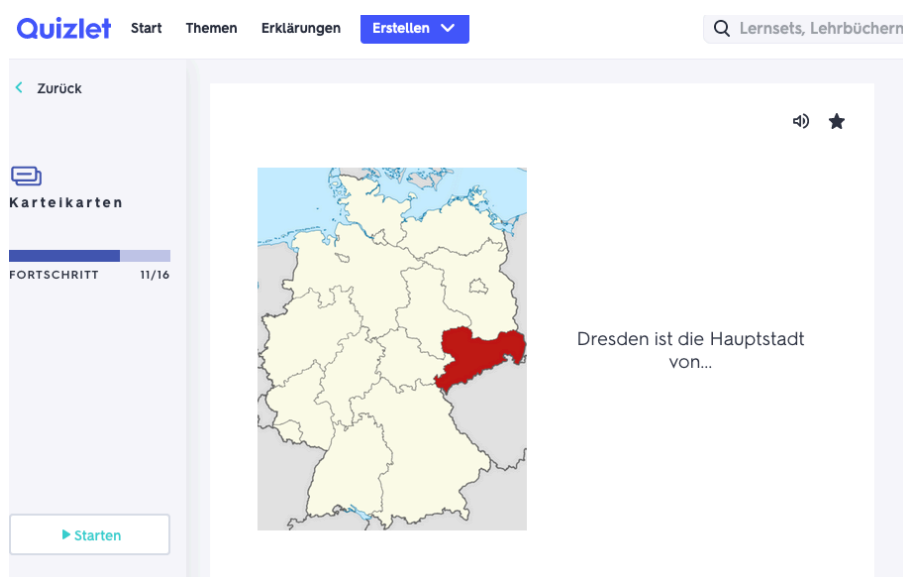 Quizlet Start Themen Erklärungen Erstellen Lernsets, Lehrbüchern
Zurück
Karteikarten
FORTSCHRITT 11/16
Dresden ist die Hauptstadt
von...
Starten